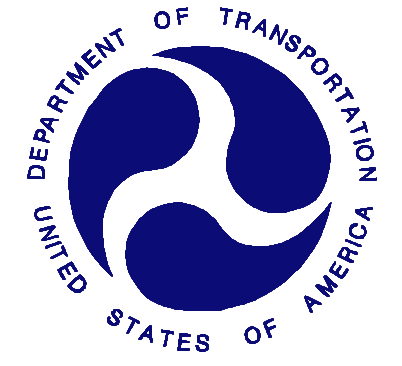 DEPARTMENT OF TRANSPORTATION
UNITED STATES OF AMERICA